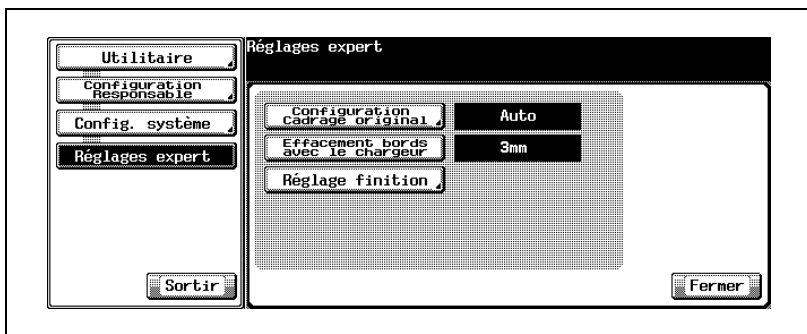 Utilitaire
Configuration
Responsable
Config. système
Réglages expert
Sortir
Réglages expert
Configuration
Cadrage original
Auto
Effacement bords
avec le chargeur
3mm
Réglage finition
Fermer